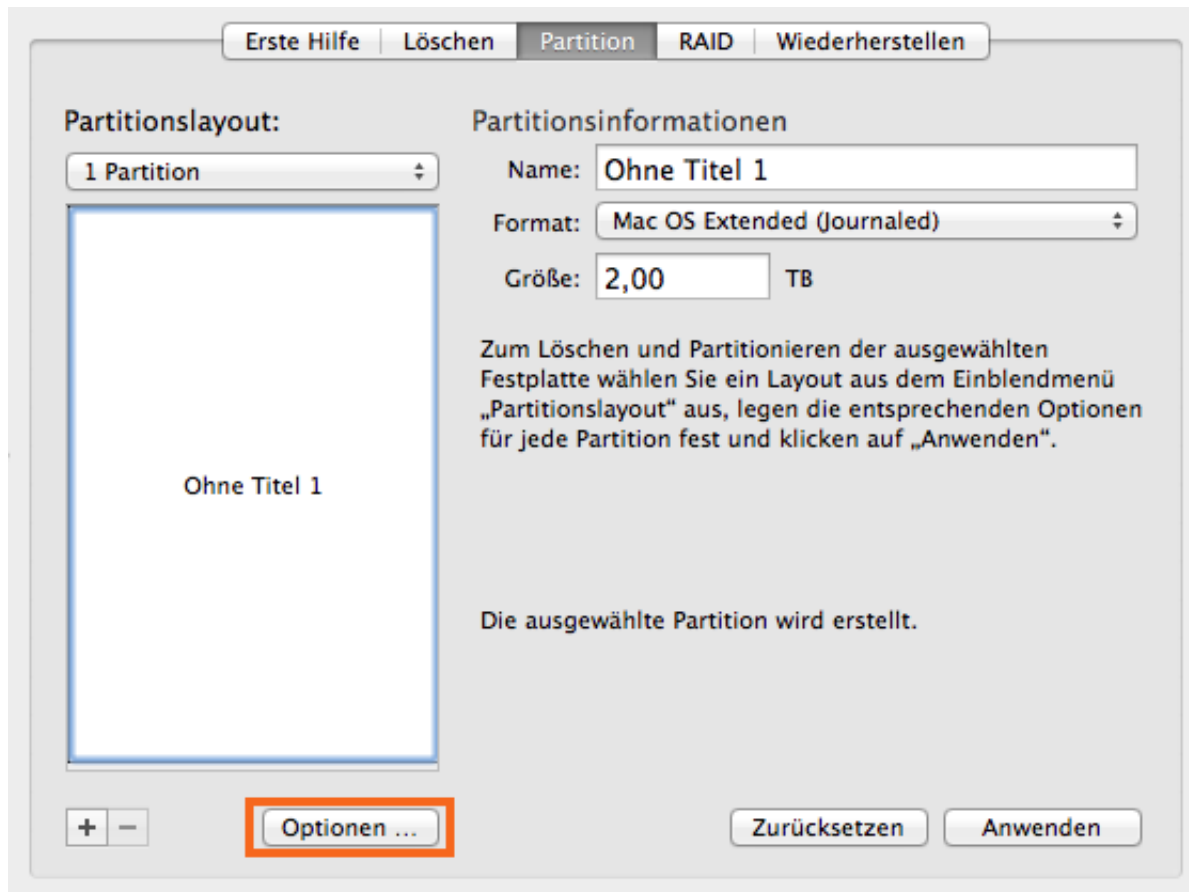 Erste Hilfe Löschen Partition RAID Wiederherstellen
Partitionslayout:
1 Partition
Ohne Titel 1
Partitionsinformationen
Name: Ohne Titel 1
Format: Mac OS Extended (Journaled)
Größe: 2,00 TB
Zum Löschen und Partitionieren der ausgewählten
Festplatte wählen Sie ein Layout aus dem Einblendmenü
„Partitionslayout“ aus, legen die entsprechenden Optionen
für jede Partition fest und klicken auf „Anwenden“.
Die ausgewählte Partition wird erstellt.
+ − Optionen ... Zurücksetzen Anwenden